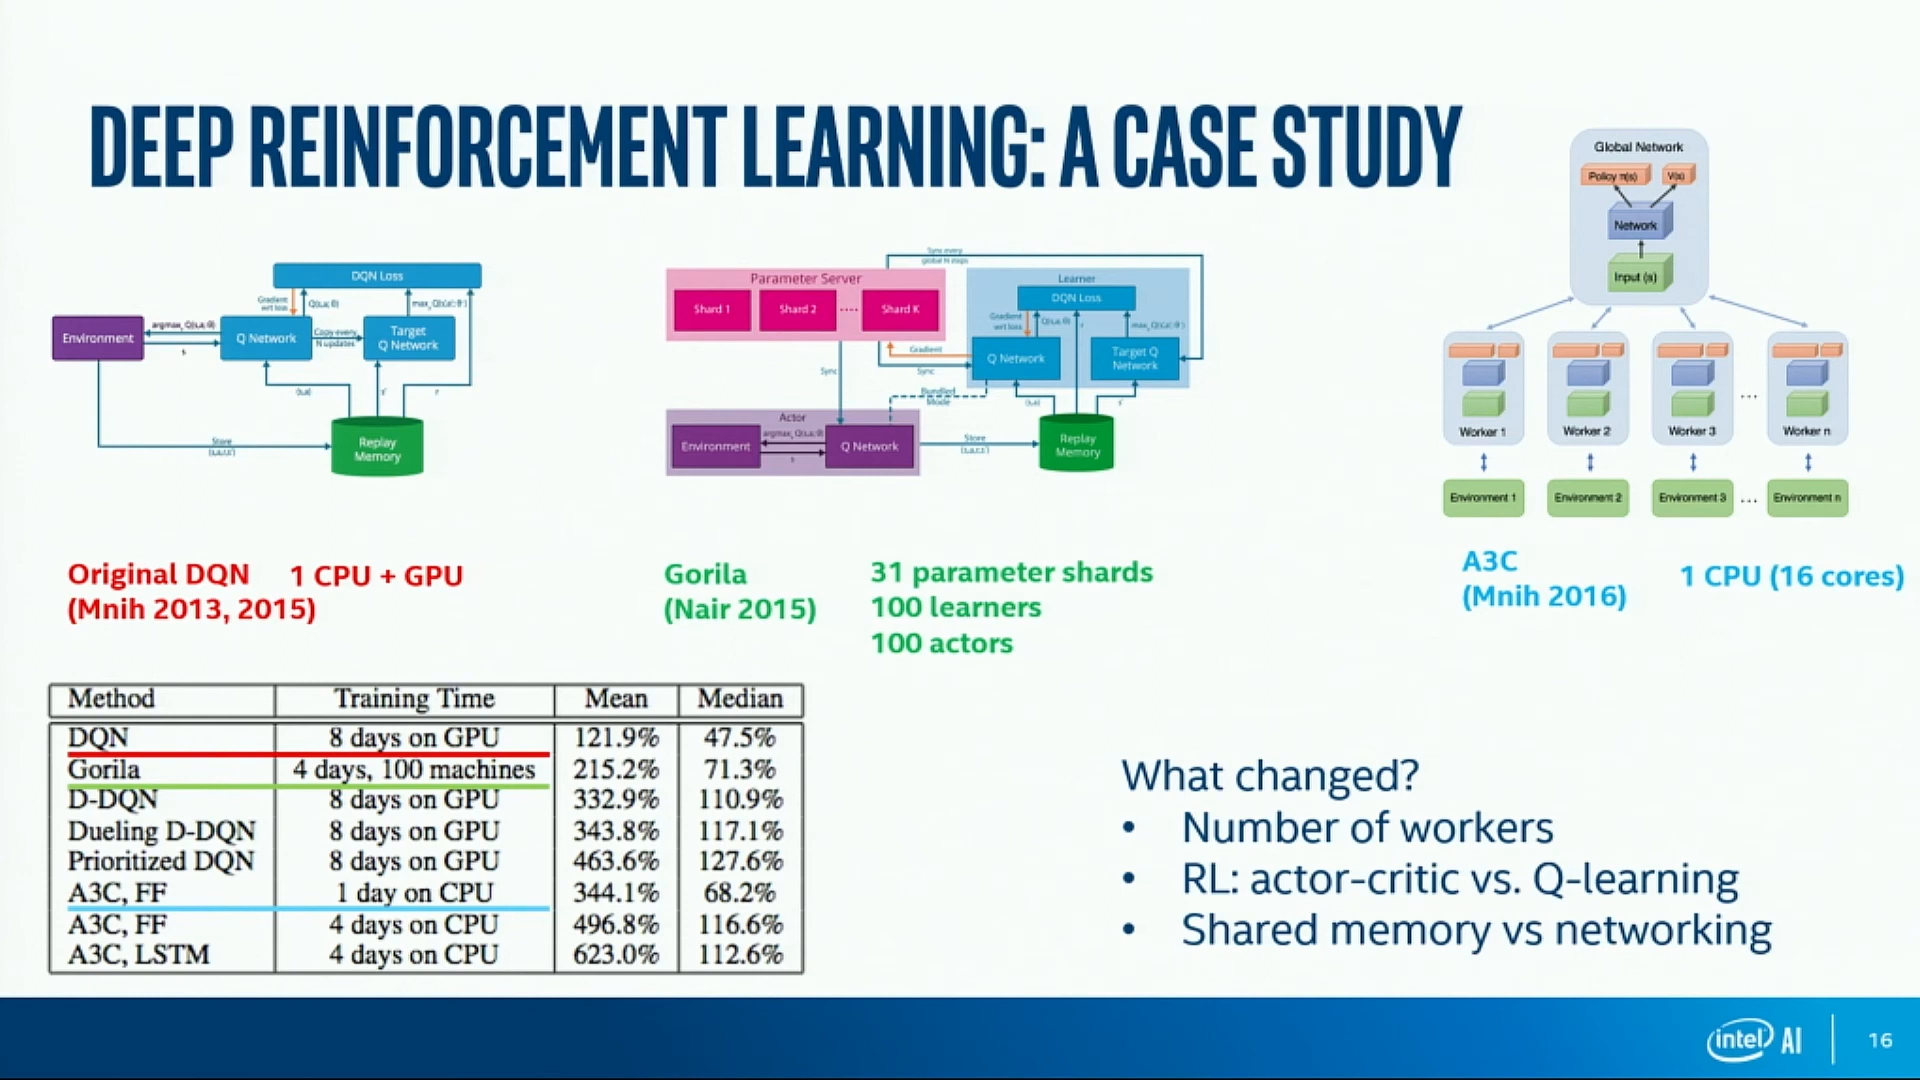 DEEP REINFORCEMENT LEARNING: A CASE STUDY
DQN Loss
Gradient
wrt loss
Q(s,a; θ)
Environment
Q Network
Copy every
N updates
Target
Q Network
s
r
Store
Replay
Memory
Sync every
global N steps
Parameter Server
Shard 1
Shard 2
Shard K
Learner
DQN Loss
Gradient
wrt loss
Q(s,a; θ)
r
Gradient
Sync
Q Network
Target Q
Network
Sync
Bundled
Mode
Actor
Environment
s
Q Network
Store
Replay
Memory
Global Network
Policy π(s)
V(s)
Network
Input (s)
Worker 1
Worker 2
Worker 3
...
Worker n
Environment 1
Environment 2
Environment 3
...
Environment n
Original DQN
(Mnih 2013, 2015)
1 CPU + GPU
Gorila
(Nair 2015)
31 parameter shards
100 learners
100 actors
A3C
(Mnih 2016)
1 CPU (16 cores)
Method Training Time Mean Median
DQN 8 days on GPU 121.9% 47.5%
Gorila 4 days, 100 machines 215.2% 71.3%
D-DQN 8 days on GPU 332.9% 110.9%
Dueling D-DQN 8 days on GPU 343.8% 117.1%
Prioritized DQN 8 days on GPU 463.6% 127.6%
A3C, FF 1 day on CPU 344.1% 68.2%
A3C, FF 4 days on CPU 496.8% 116.6%
A3C, LSTM 4 days on CPU 623.0% 112.6%
What changed?
• Number of workers
• RL: actor-critic vs. Q-learning
• Shared memory vs networking
intel AI
16